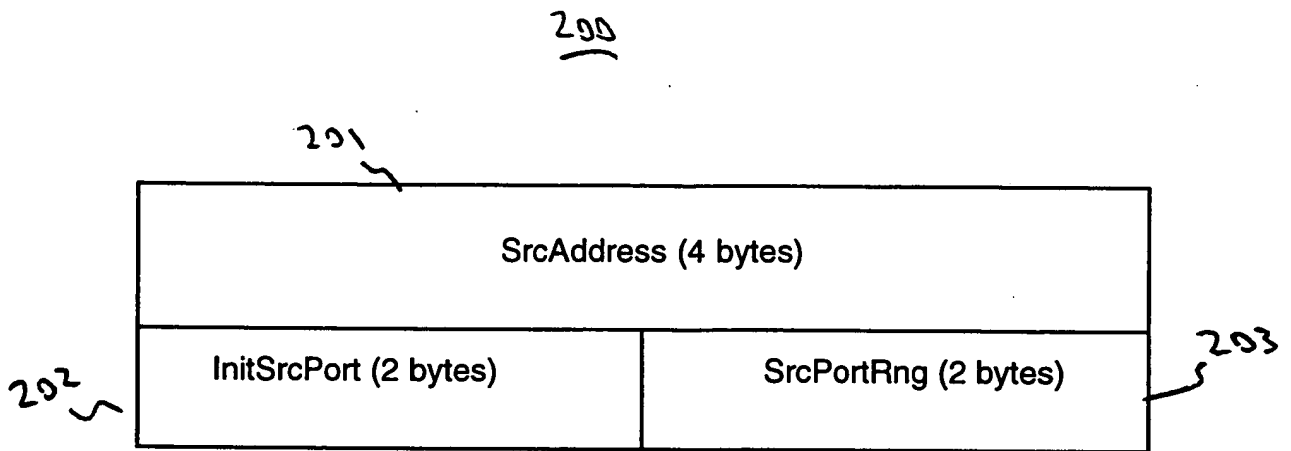 200
201
SrcAddress (4 bytes)
InitSrcPort (2 bytes) SrcPortRng (2 bytes)
202
203